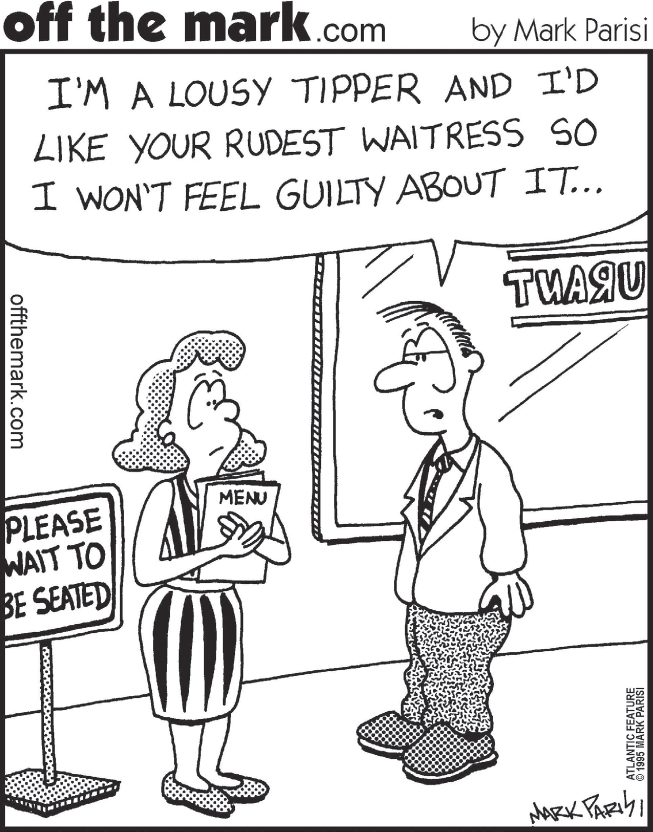 off the mark.com by Mark Parisi
I'M A LOUSY TIPPER AND I'D
LIKE YOUR RUDEST WAITRESS SO
I WON'T FEEL GUILTY ABOUT IT...
URANT
offthemark.com
MENU
PLEASE
WAIT TO
BE SEATED
ATLANTIC FEATURE
© 1995 MARK PARISI
MARK PARISI